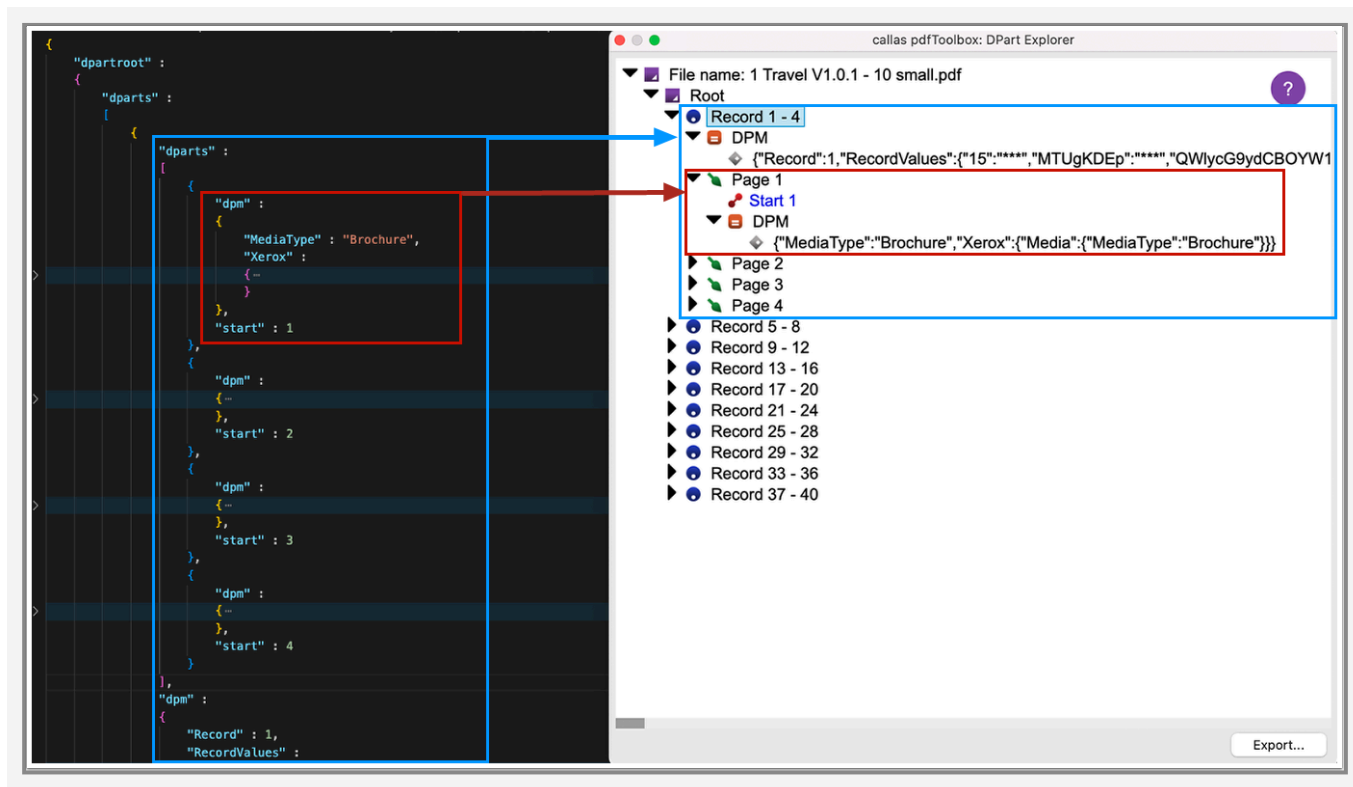 {
"dpartroot" :
{
"dparts" :
[
{
"dparts" :
[
{
"dpm" :
{
"MediaType" : "Brochure",
"Xerox" :
{ ⋯
}
},
"start" : 1
},
{
"dpm" :
{ ⋯
},
"start" : 2
},
{
"dpm" :
{ ⋯
},
"start" : 3
},
{
"dpm" :
{ ⋯
},
"start" : 4
}
],
"dpm" :
{
"Record" : 1,
"RecordValues" :
callas pdfToolbox: DPart Explorer
File name: 1 Travel V1.0.1 - 10 small.pdf
?
Root
Record 1 - 4
DPM
{"Record":1,"RecordValues":{"15":"***","MTUgKDEp":"***","QWlycG9ydCBOYW1
Page 1
Start 1
DPM
{"MediaType":"Brochure","Xerox":{"Media":{"MediaType":"Brochure"}}}
Page 2
Page 3
Page 4
Record 5 - 8
Record 9 - 12
Record 13 - 16
Record 17 - 20
Record 21 - 24
Record 25 - 28
Record 29 - 32
Record 33 - 36
Record 37 - 40
Export...